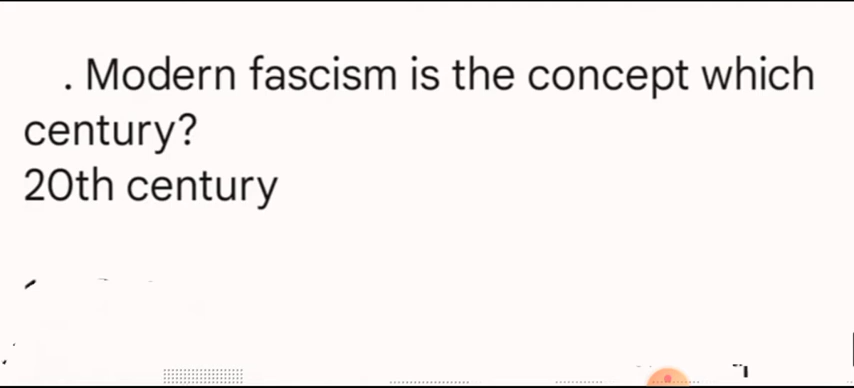 . Modern fascism is the concept which
century?
20th century